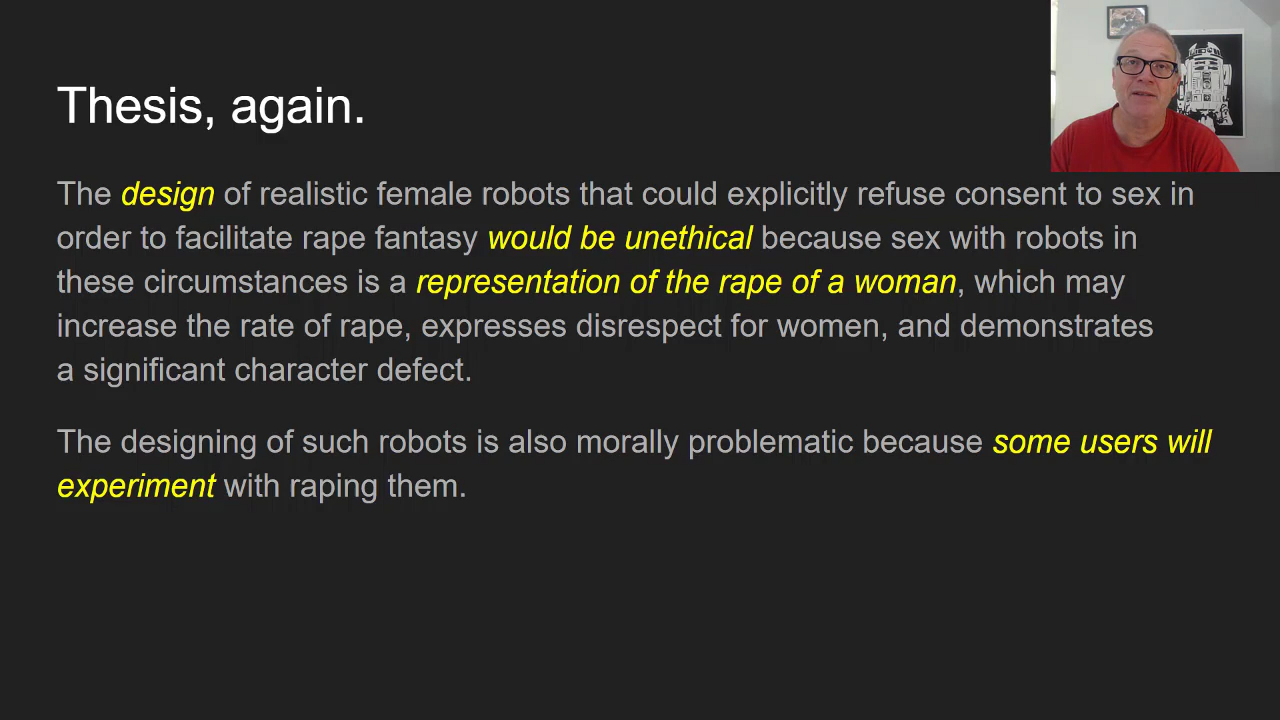 Thesis, again.
The design of realistic female robots that could explicitly refuse consent to sex in
order to facilitate rape fantasy would be unethical because sex with robots in
these circumstances is a representation of the rape of a woman, which may
increase the rate of rape, expresses disrespect for women, and demonstrates
a significant character defect.
The designing of such robots is also morally problematic because some users will
experiment with raping them.